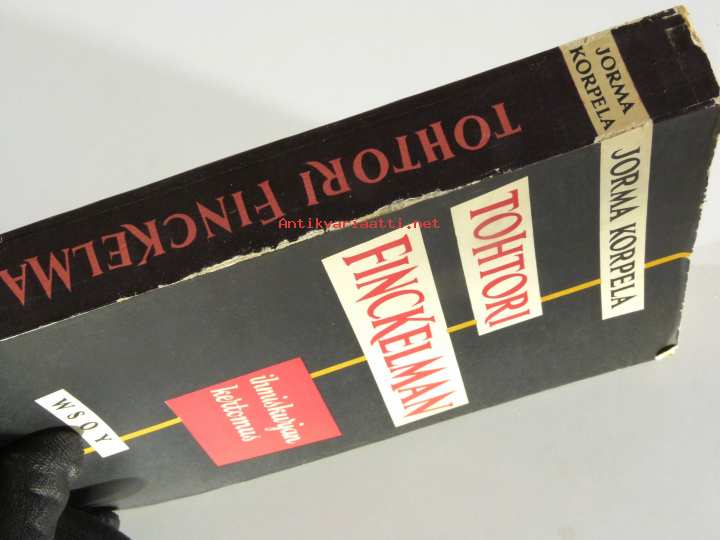 JORMA
KORPELA
TOHTORI FINCKELMA
JORMA KORPELA
TOHTORI
FINCKELMAN
ihmiskurjan
kertomus
WSOY
Antikvariaatti.net